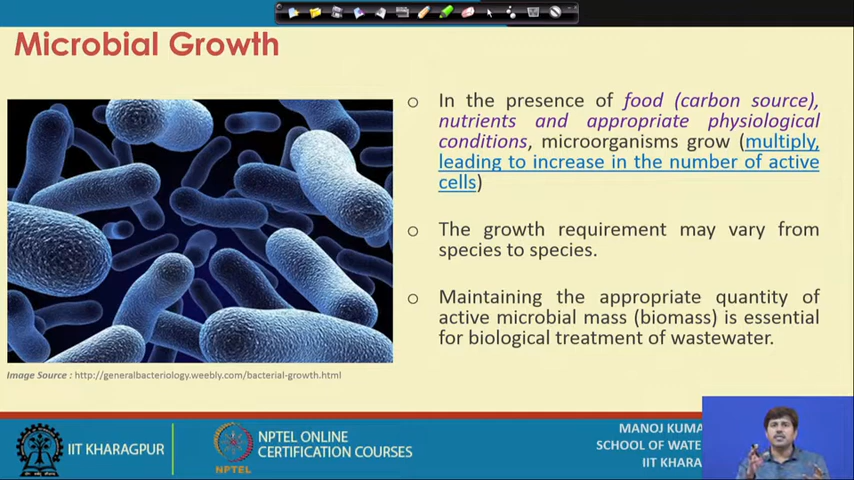 Microbial Growth
In the presence of food (carbon source),
nutrients and appropriate physiological
conditions, microorganisms grow (multiply,
leading to increase in the number of active
cells)
The growth requirement may vary from
species to species.
Maintaining the appropriate quantity of
active microbial mass (biomass) is essential
for biological treatment of wastewater.
Image Source : http://generalbacteriology.weebly.com/bacterial-growth.html
IIT KHARAGPUR
NPTEL
NPTEL ONLINE
CERTIFICATION COURSES
MANOJ
SCHOOL OF
IIT